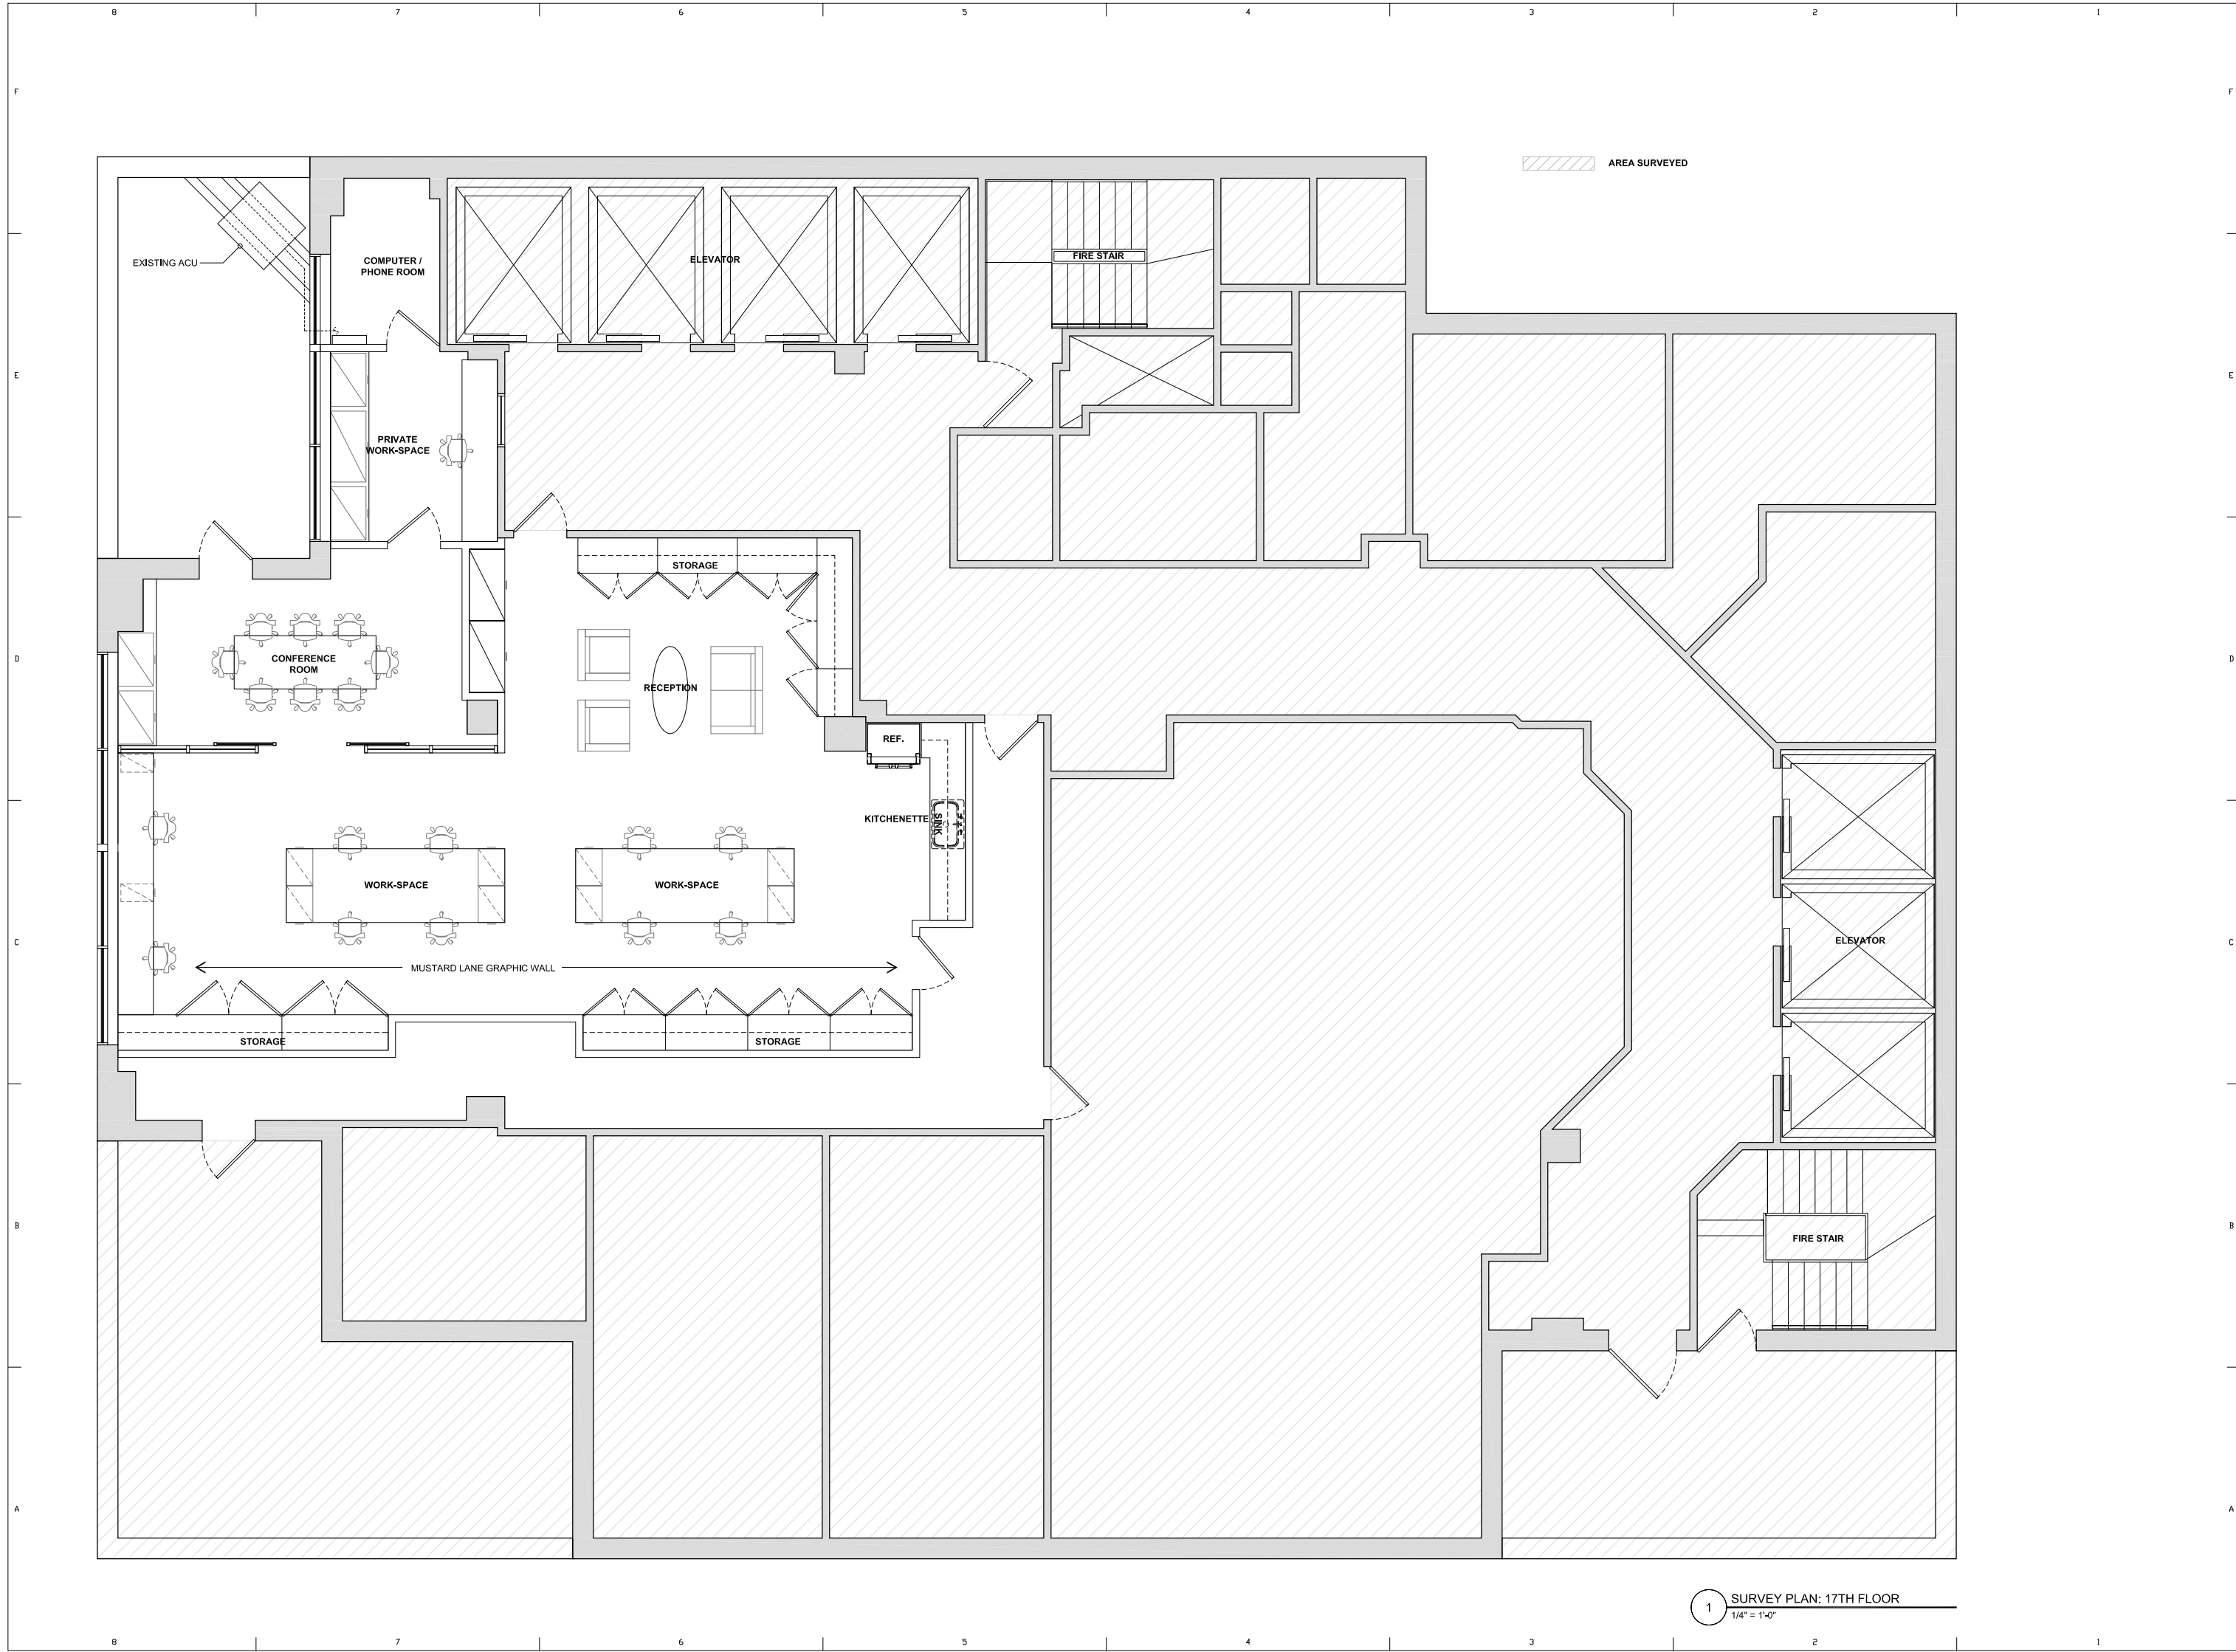 8 7 6 5 4 3 2 1
F F
AREA SURVEYED
EXISTING ACU
COMPUTER /
PHONE ROOM
ELEVATOR
FIRE STAIR
E E
PRIVATE
WORK-SPACE
STORAGE
CONFERENCE
ROOM
D D
RECEPTION
REF.
KITCHENETTE
SINK
WORK-SPACE
WORK-SPACE
C C
ELEVATOR
MUSTARD LANE GRAPHIC WALL
STORAGE
STORAGE
B B
FIRE STAIR
A A
1
SURVEY PLAN: 17TH FLOOR
1/4" = 1'-0"
8 7 6 5 4 3 2 1